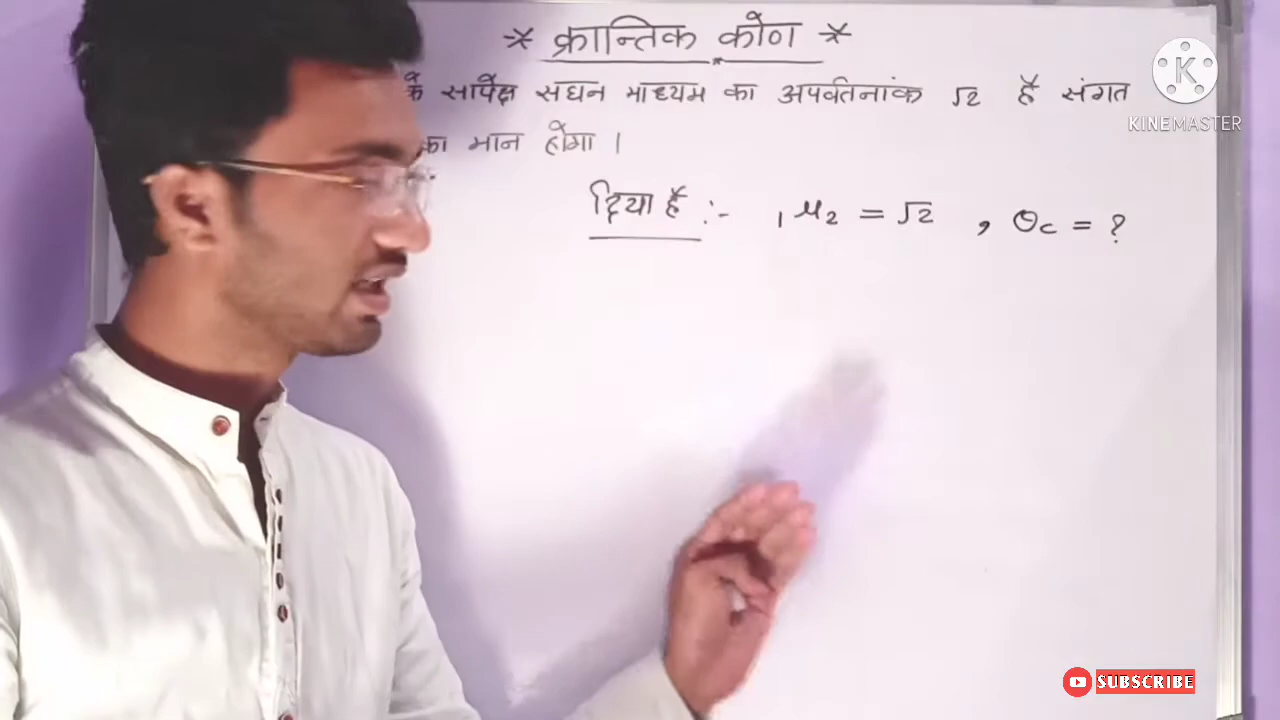 * क्रान्तिक कोण *
के सापेक्ष सघन माध्यम का अपवर्तनांक √2 है संगत
का मान होगा ।
दिया है :- ₁μ₂ = √2 , θc = ?
K
KINEMASTER
SUBSCRIBE